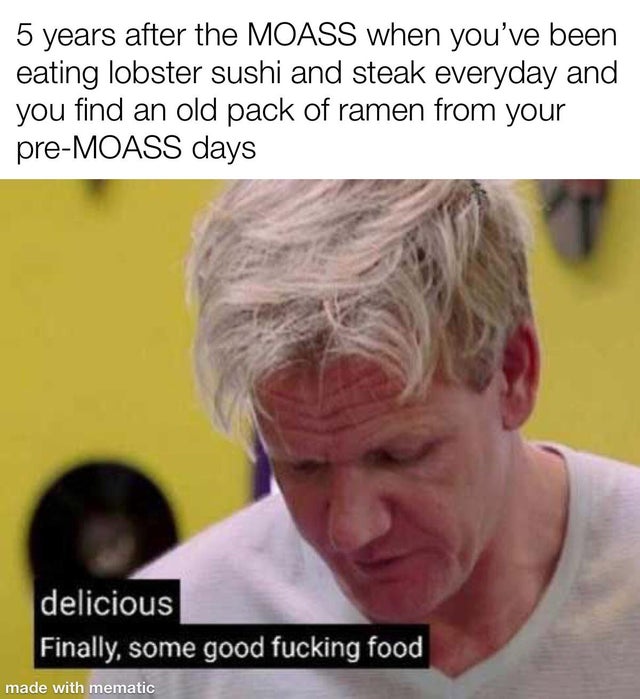 5 years after the MOASS when you’ve been
eating lobster sushi and steak everyday and
you find an old pack of ramen from your
pre-MOASS days
delicious
Finally, some good fucking food
made with mematic